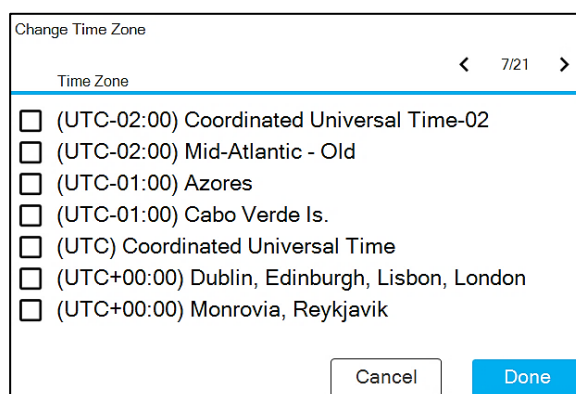 Change Time Zone
7/21
Time Zone
(UTC-02:00) Coordinated Universal Time-02
(UTC-02:00) Mid-Atlantic - Old
(UTC-01:00) Azores
(UTC-01:00) Cabo Verde Is.
(UTC) Coordinated Universal Time
(UTC+00:00) Dublin, Edinburgh, Lisbon, London
(UTC+00:00) Monrovia, Reykjavik
Cancel Done